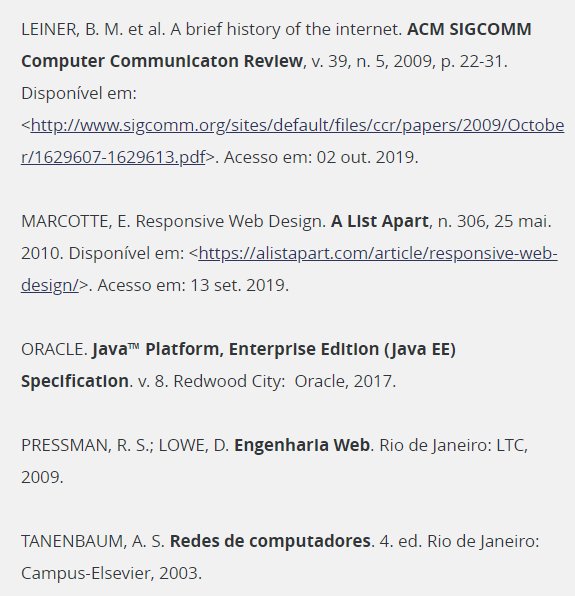 LEINER, B. M. et al. A brief history of the internet. ACM SIGCOMM
Computer Communicaton Review, v. 39, n. 5, 2009, p. 22-31.
Disponível em:
<http://www.sigcomm.org/sites/default/files/ccr/papers/2009/Octobe
r/1629607-1629613.pdf>. Acesso em: 02 out. 2019.
MARCOTTE, E. Responsive Web Design. A List Apart, n. 306, 25 mai.
2010. Disponível em: <https://alistapart.com/article/responsive-web-
design/>. Acesso em: 13 set. 2019.
ORACLE. Java™ Platform, Enterprise Edition (Java EE)
Specification. v. 8. Redwood City:  Oracle, 2017.
PRESSMAN, R. S.; LOWE, D. Engenharia Web. Rio de Janeiro: LTC,
2009.
TANENBAUM, A. S. Redes de computadores. 4. ed. Rio de Janeiro:
Campus-Elsevier, 2003.